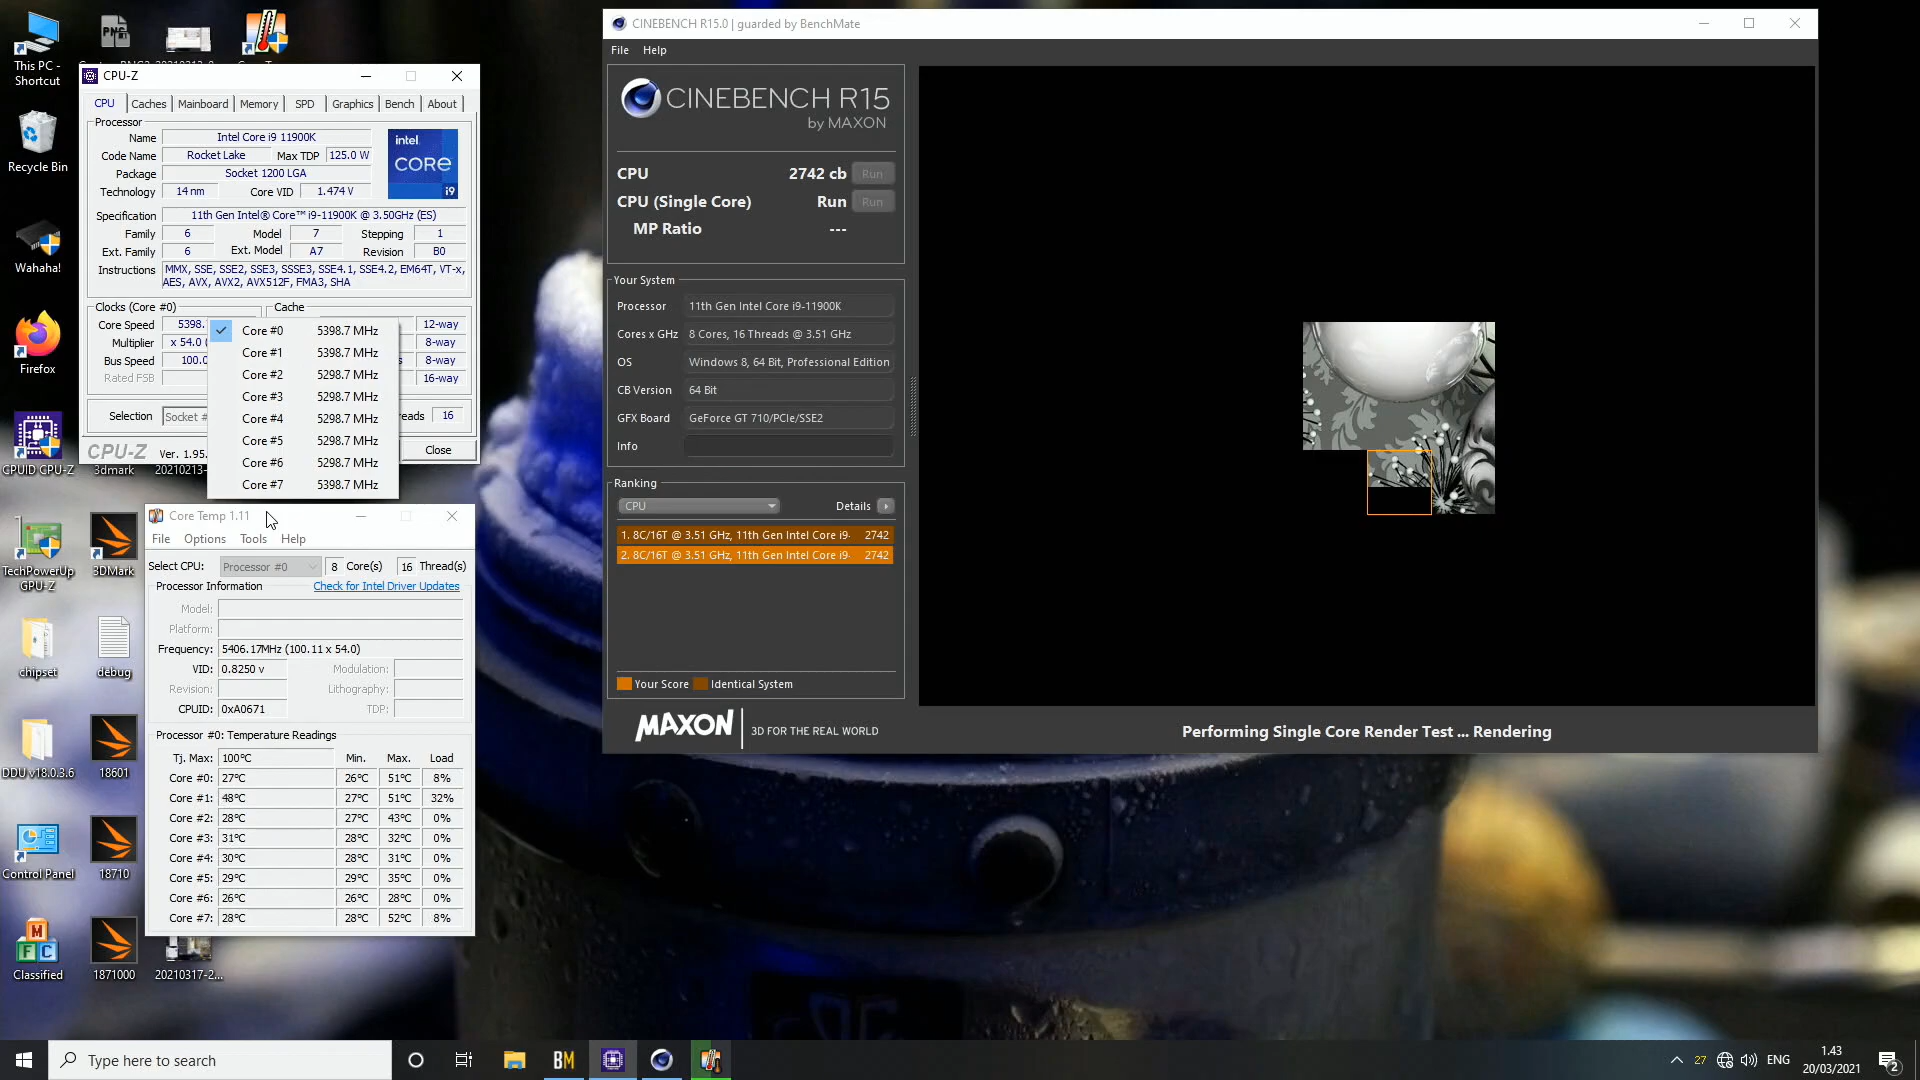 This PC -
Shortcut
Recycle Bin
Wahaha!
Firefox
CPUID CPU-Z
TechPowerUp
GPU-Z
chipset
DDU v18.0.3.6
Control Panel
Classified
PNG
3dmark
20210213-
3DMark
debug
18601
18710
1871000
20210317-2...
CPU-Z
CPU Caches Mainboard Memory SPD Graphics Bench About
Processor
Name Intel Core i9 11900K
Code Name Rocket Lake Max TDP 125.0 W
Package Socket 1200 LGA
Technology 14 nm Core VID 1.474 V
intel
CORE
i9
Specification 11th Gen Intel® Core™ i9-11900K @ 3.50GHz (ES)
Family 6 Model 7 Stepping 1
Ext. Family 6 Ext. Model A7 Revision B0
Instructions MMX, SSE, SSE2, SSE3, SSSE3, SSE4.1, SSE4.2, EM64T, VT-x,
AES, AVX, AVX2, AVX512F, FMA3, SHA
Clocks (Core #0) Cache
Core Speed 5398. 12-way
Multiplier x 54.0 ( 8-way
Bus Speed 100.0 8-way
Rated FSB 16-way
Selection Socket # 16
CPU-Z Ver. 1.95. Close
Core #0 5398.7 MHz
Core #1 5398.7 MHz
Core #2 5298.7 MHz
Core #3 5298.7 MHz
Core #4 5298.7 MHz
Core #5 5298.7 MHz
Core #6 5298.7 MHz
Core #7 5398.7 MHz
Core Temp 1.11
File Options Tools Help
Select CPU: Processor #0 8 Core(s) 16 Thread(s)
Processor Information Check for Intel Driver Updates
Model:
Platform:
Frequency: 5406.17MHz (100.11 x 54.0)
VID: 0.8250 v Modulation:
Revision: Lithography:
CPUID: 0xA0671 TDP:
Processor #0: Temperature Readings
Tj. Max: 100°C Min. Max. Load
Core #0: 27°C 26°C 51°C 8%
Core #1: 48°C 27°C 51°C 32%
Core #2: 28°C 27°C 43°C 0%
Core #3: 31°C 28°C 32°C 0%
Core #4: 30°C 28°C 31°C 0%
Core #5: 29°C 29°C 35°C 0%
Core #6: 26°C 26°C 28°C 0%
Core #7: 28°C 28°C 52°C 8%
CINEBENCH R15.0 | guarded by BenchMate
File Help
CINEBENCH R15
by MAXON
CPU 2742 cb Run
CPU (Single Core) Run Run
MP Ratio ---
Your System
Processor 11th Gen Intel Core i9-11900K
Cores x GHz 8 Cores, 16 Threads @ 3.51 GHz
OS Windows 8, 64 Bit, Professional Edition
CB Version 64 Bit
GFX Board GeForce GT 710/PCIe/SSE2
Info
Ranking
CPU Details
1. 8C/16T @ 3.51 GHz, 11th Gen Intel Core i9- 2742
2. 8C/16T @ 3.51 GHz, 11th Gen Intel Core i9- 2742
Your Score Identical System
MAXON 3D FOR THE REAL WORLD
Performing Single Core Render Test ... Rendering
Type here to search
BM
27 ENG 1.43
20/03/2021
2